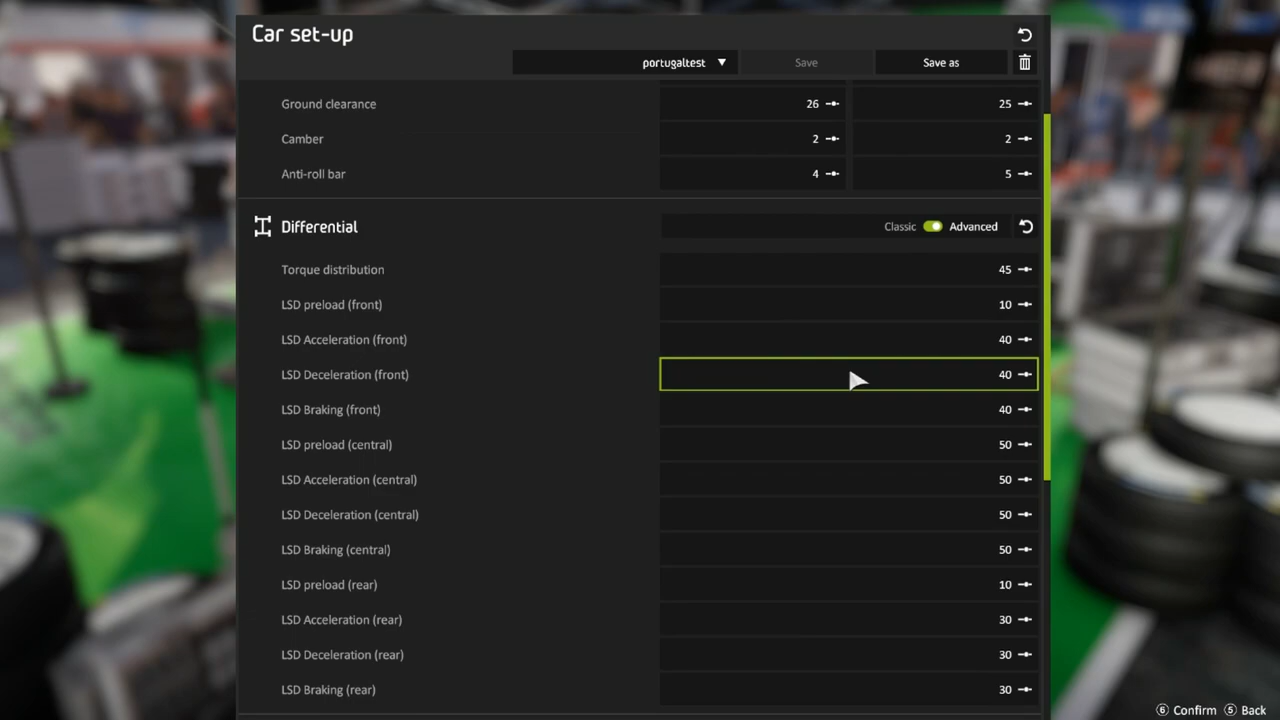 Car set-up
portugaltest Save Save as
Ground clearance 26 25
Camber 2 2
Anti-roll bar 4 5
Differential Classic Advanced
Torque distribution 45
LSD preload (front) 10
LSD Acceleration (front) 40
LSD Deceleration (front) 40
LSD Braking (front) 40
LSD preload (central) 50
LSD Acceleration (central) 50
LSD Deceleration (central) 50
LSD Braking (central) 50
LSD preload (rear) 10
LSD Acceleration (rear) 30
LSD Deceleration (rear) 30
LSD Braking (rear) 30
6 Confirm 5 Back